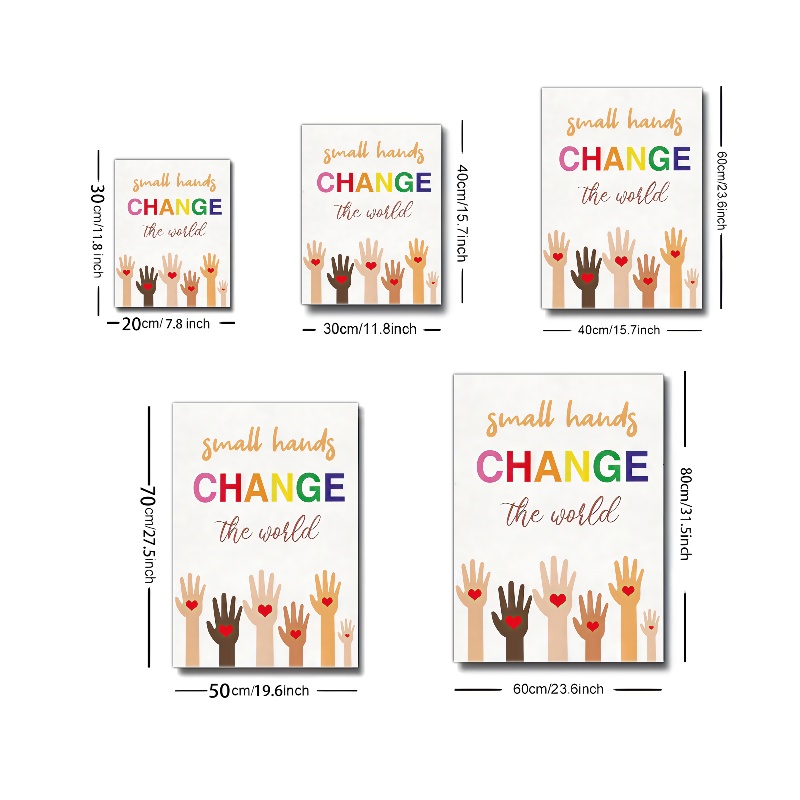 small hands
CHANGE
the world
30cm/11.8 inch
20cm/ 7.8 inch
small hands
CHANGE
the world
40cm/15.7inch
30cm/11.8inch
small hands
CHANGE
the world
60cm/23.6inch
40cm/15.7inch
small hands
CHANGE
the world
70cm/27.5inch
50cm/19.6inch
small hands
CHANGE
the world
80cm/31.5inch
60cm/23.6inch